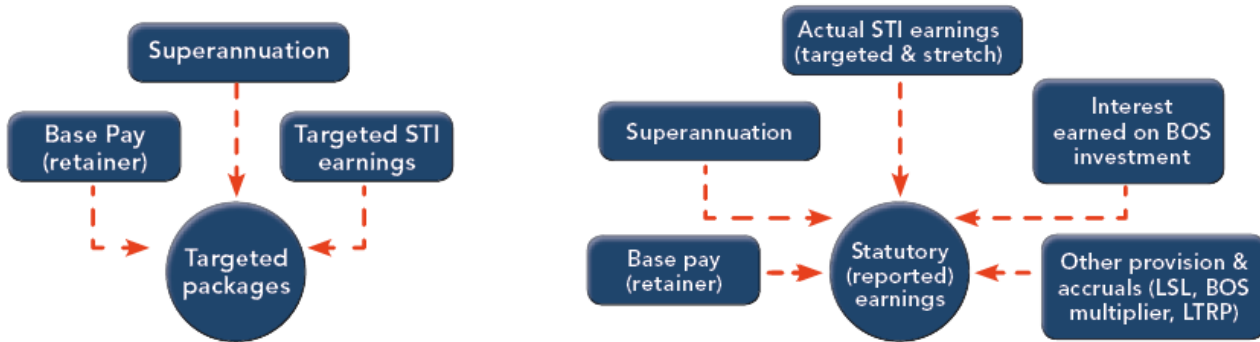 Superannuation
Base Pay
(retainer)
Targeted STI
earnings
Targeted
packages
Actual STI earnings
(targeted & stretch)
Superannuation
Interest
earned on BOS
investment
Base pay
(retainer)
Statutory
(reported)
earnings
Other provision &
accruals (LSL, BOS
multiplier, LTRP)